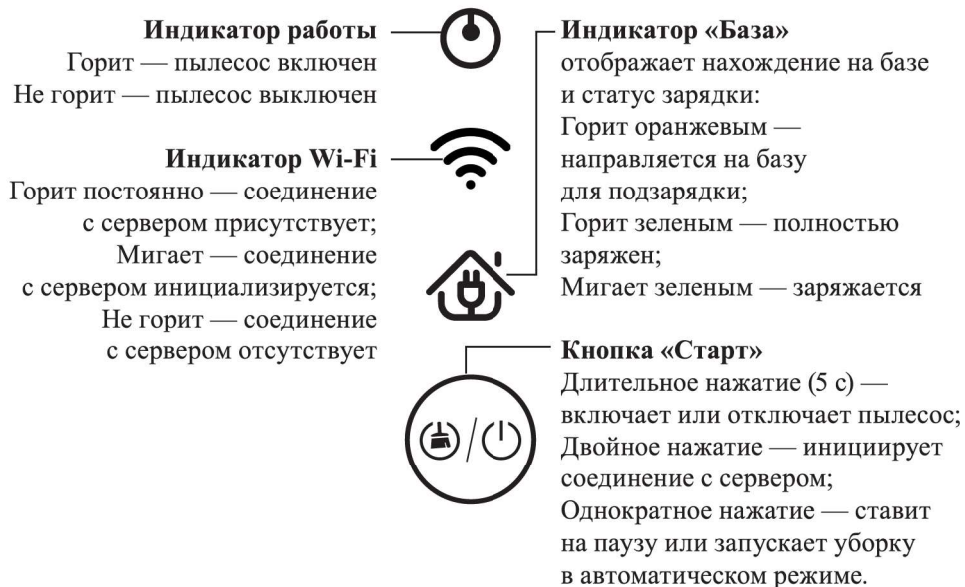 Индикатор работы
Горит — пылесос включен
Не горит — пылесос выключен
Индикатор Wi-Fi
Горит постоянно — соединение
с сервером присутствует;
Мигает — соединение
с сервером инициализируется;
Не горит — соединение
с сервером отсутствует
Индикатор «База»
отображает нахождение на базе
и статус зарядки:
Горит оранжевым —
направляется на базу
для подзарядки;
Горит зеленым — полностью
заряжен;
Мигает зеленым — заряжается
Кнопка «Старт»
Длительное нажатие (5 с) —
включает или отключает пылесос;
Двойное нажатие — инициирует
соединение с сервером;
Однократное нажатие — ставит
на паузу или запускает уборку
в автоматическом режиме.